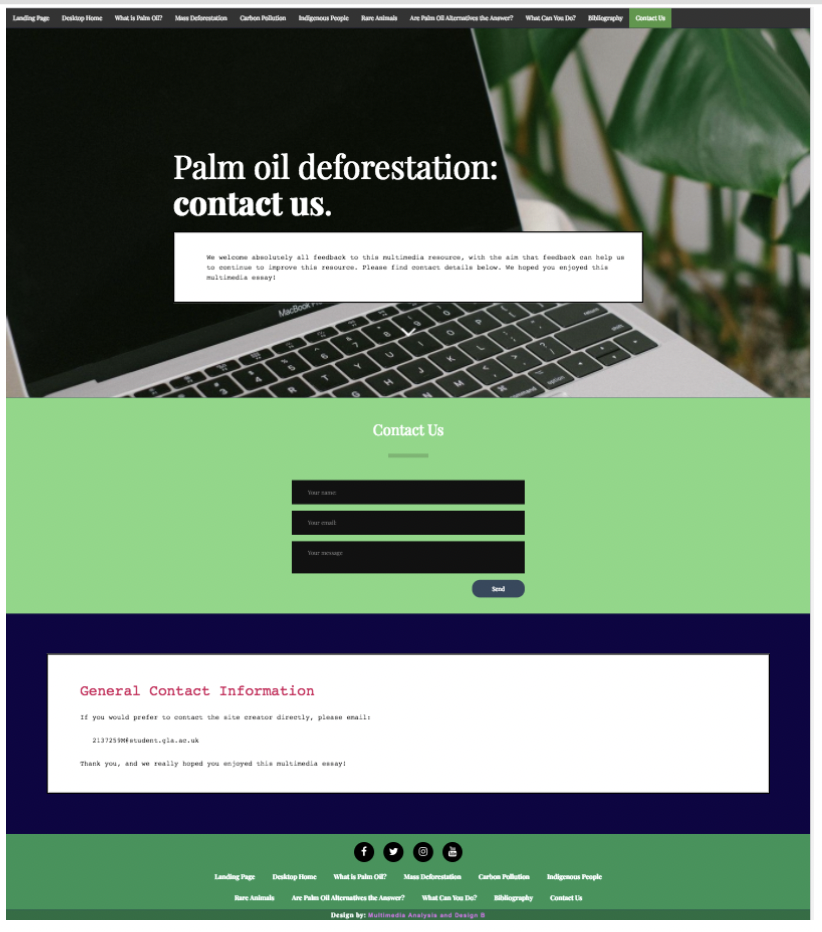 Landing Page Desktop Home What is Palm Oil? Mass Deforestation Carbon Pollution Indigenous People Rare Animals Are Palm Oil Alternatives the Answer? What Can You Do? Bibliography Contact Us
Palm oil deforestation:
contact us.
We welcome absolutely all feedback to this multimedia resource, with the aim that feedback can help us
to continue to improve this resource. Please find contact details below. We hoped you enjoyed this
multimedia essay!
MacBook Pro
Contact Us
Your name
Your email
Your message
Send
General Contact Information
If you would prefer to contact the site creator directly, please email:
2137259M@student.gla.ac.uk
Thank you, and we really hoped you enjoyed this multimedia essay!
Landing Page Desktop Home What is Palm Oil? Mass Deforestation Carbon Pollution Indigenous People
Rare Animals Are Palm Oil Alternatives the Answer? What Can You Do? Bibliography Contact Us
Design by: Multimedia Analysis and Design B